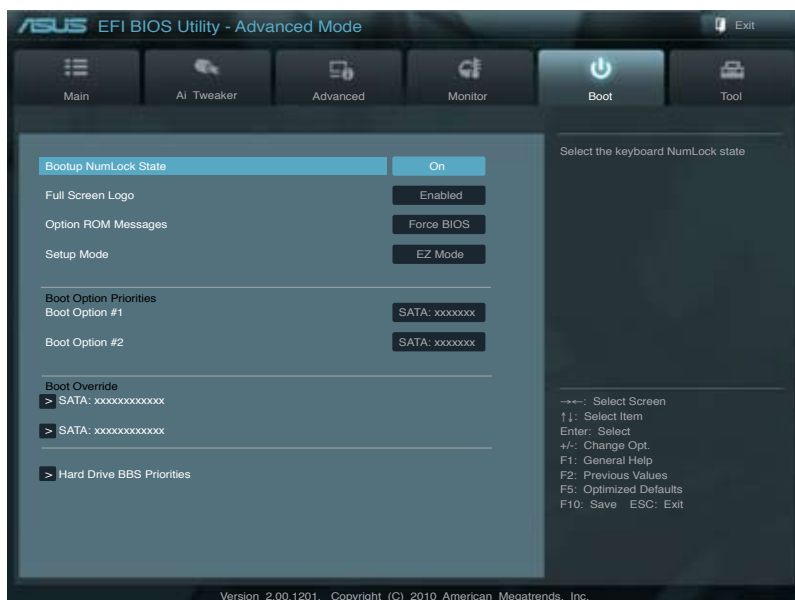 ASUS EFI BIOS Utility - Advanced Mode
Exit
Main
Ai Tweaker
Advanced
Monitor
Boot
Tool
Bootup NumLock State On
Full Screen Logo Enabled
Option ROM Messages Force BIOS
Setup Mode EZ Mode
Boot Option Priorities
Boot Option #1 SATA: xxxxxxx
Boot Option #2 SATA: xxxxxxx
Boot Override
> SATA: xxxxxxxxxxxx
> SATA: xxxxxxxxxxxx
> Hard Drive BBS Priorities
Select the keyboard NumLock state
→←: Select Screen
↑↓: Select Item
Enter: Select
+/-: Change Opt.
F1: General Help
F2: Previous Values
F5: Optimized Defaults
F10: Save ESC: Exit
Version 2.00.1201. Copyright (C) 2010 American Megatrends, Inc.